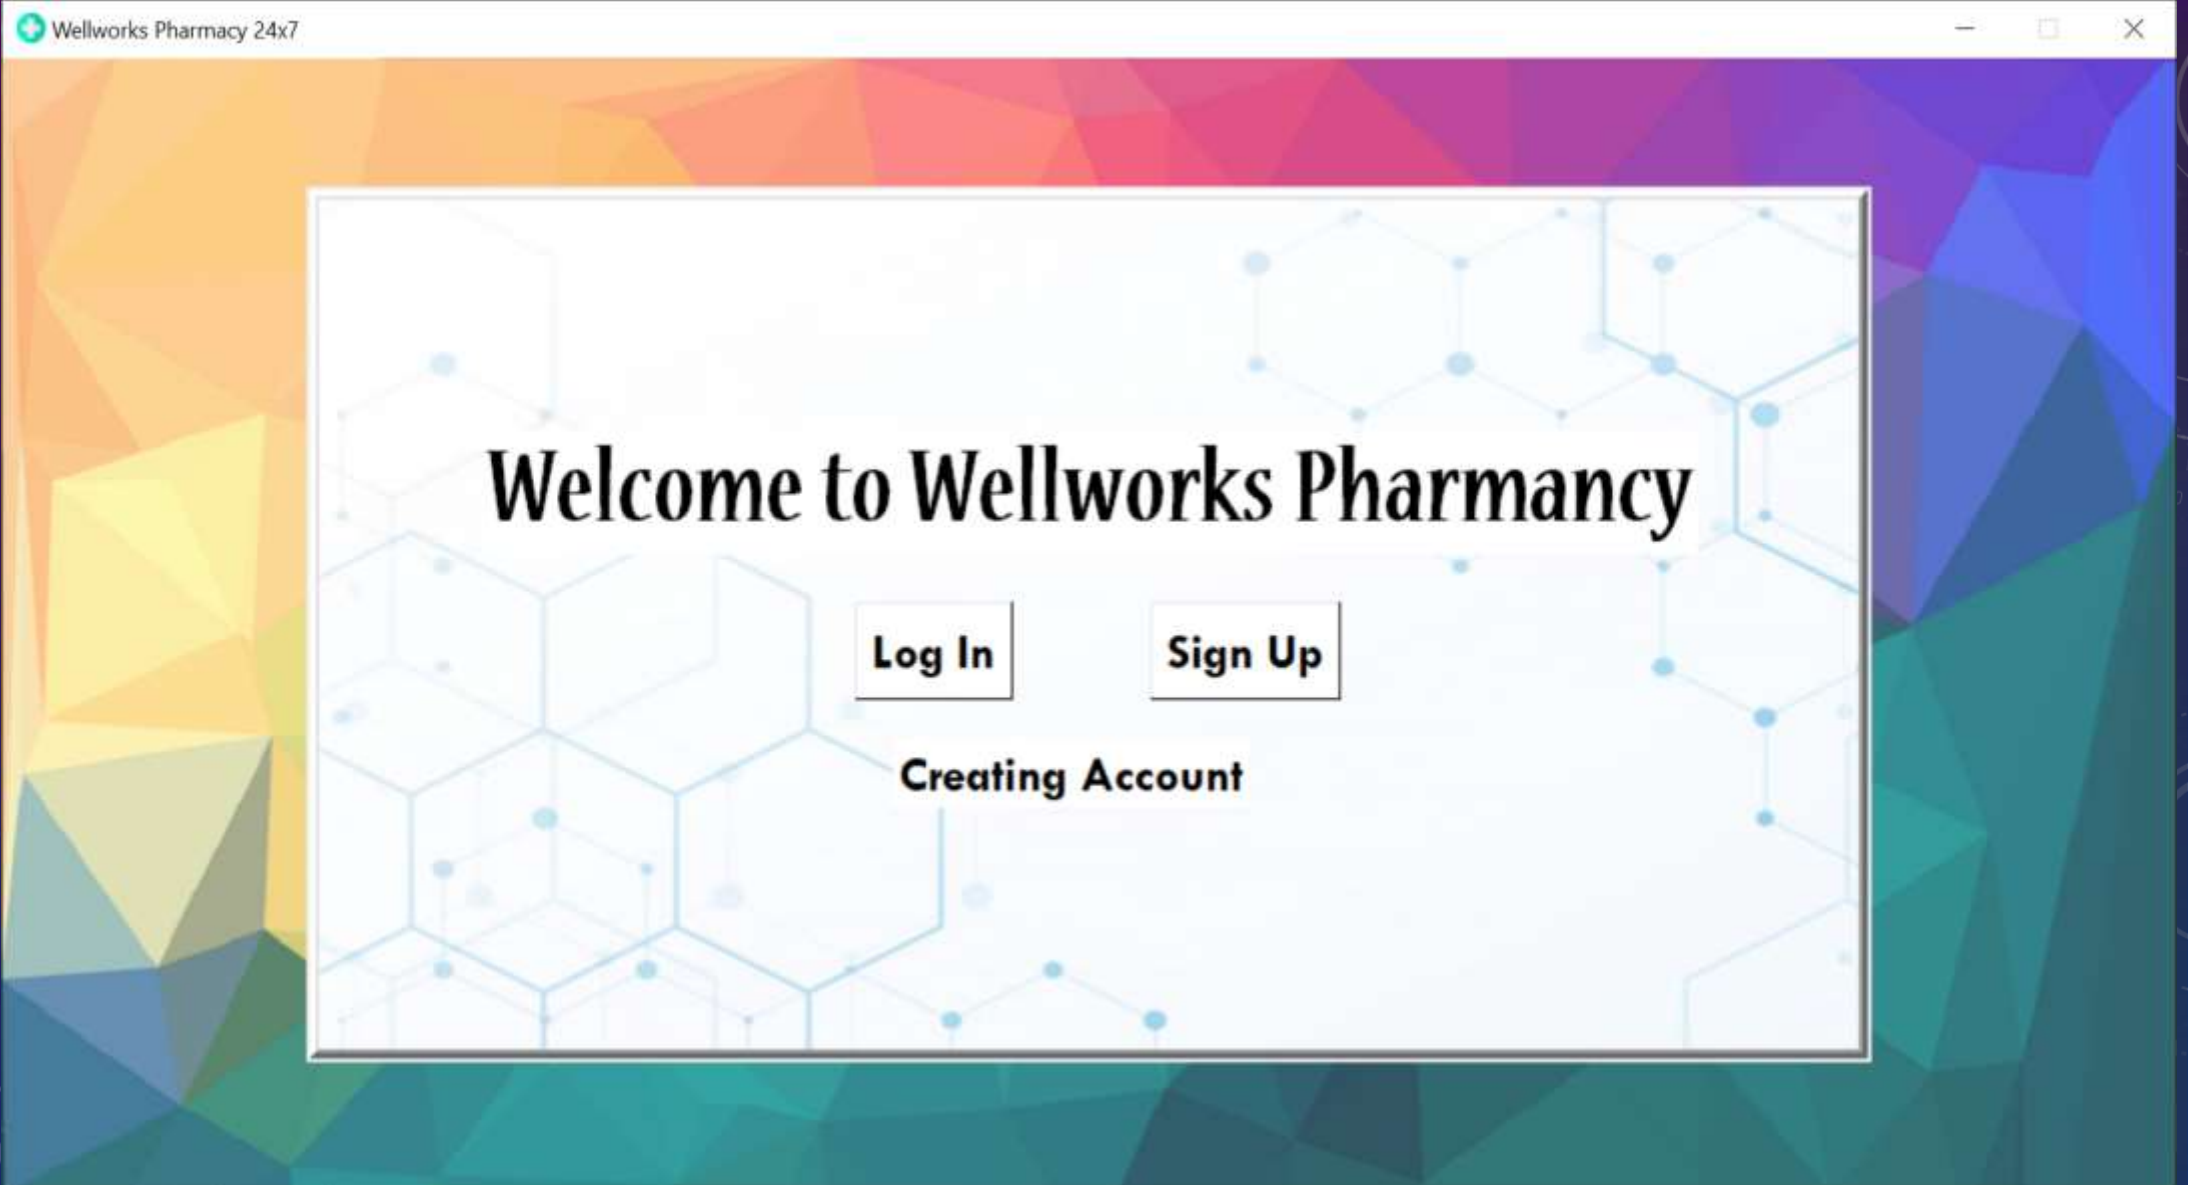 Wellworks Pharmacy 24x7
Welcome to Wellworks Pharmancy
Log In Sign Up
Creating Account